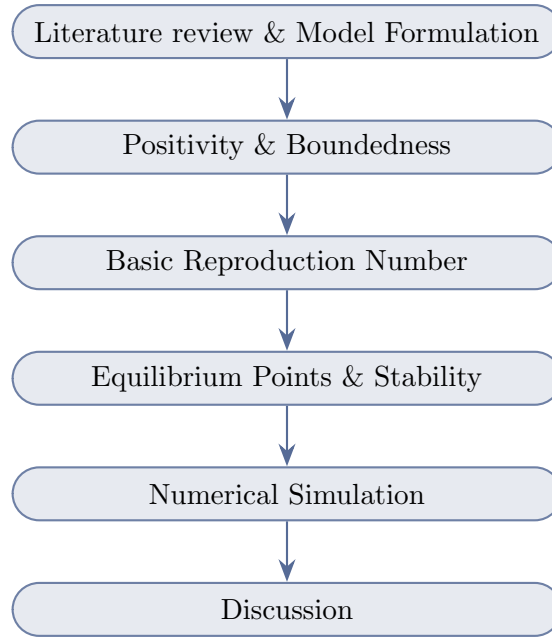 Literature review & Model Formulation
Positivity & Boundedness
Basic Reproduction Number
Equilibrium Points & Stability
Numerical Simulation
Discussion